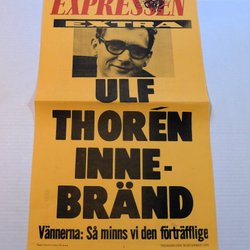 EXPRESSEN
EXTRA
ULF
THORÉN
INNE-
BRÄND
Vännerna: Så minns vi den förträfflige